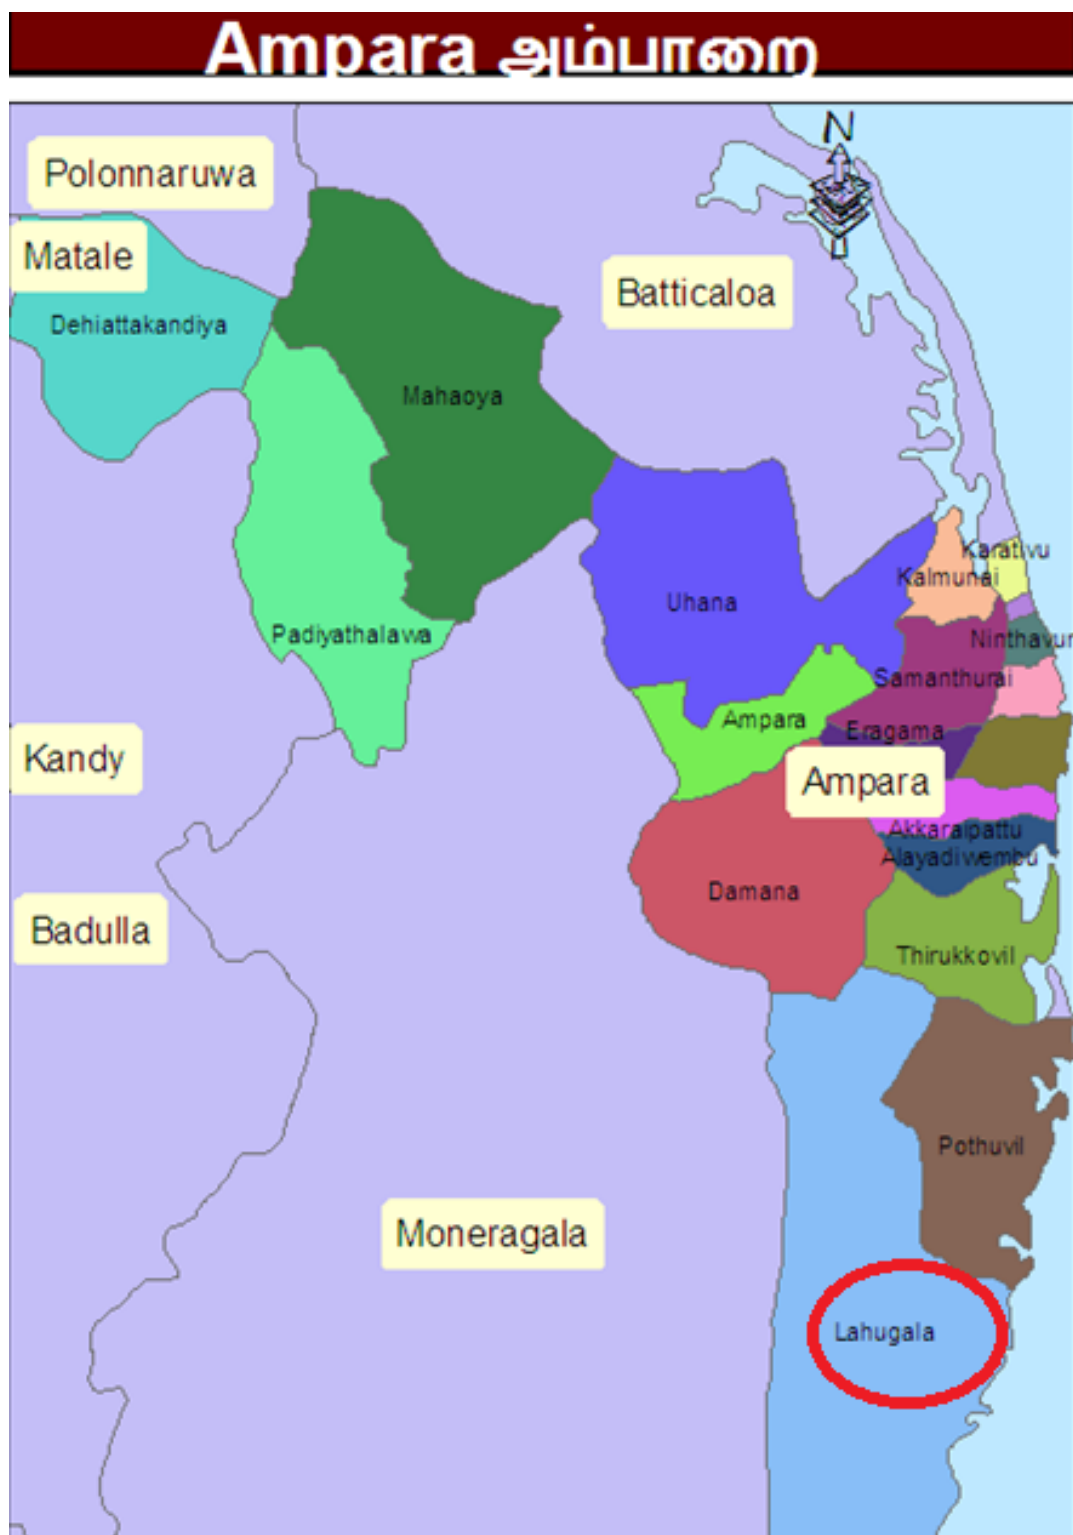 Ampara அம்பாறை
N
Polonnaruwa
Matale
Batticaloa
Dehiattakandiya
Mahaoya
Karativu
Kalmunai
Uhana
Padiyathalawa
Ninthavur
Samanthurai
Ampara
Eragama
Kandy
Ampara
Akkaraipattu
Alayadiwembu
Damana
Badulla
Thirukkovil
Pothuvil
Moneragala
Lahugala